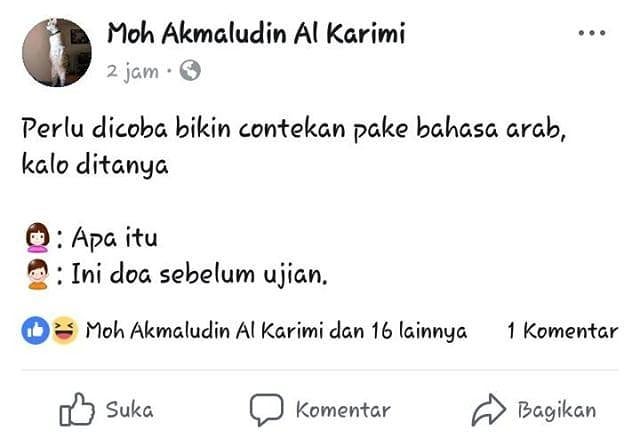 Moh Akmaludin Al Karimi
2 jam
Perlu dicoba bikin contekan pake bahasa arab,
kalo ditanya
: Apa itu
: Ini doa sebelum ujian.
Moh Akmaludin Al Karimi dan 16 lainnya 1 Komentar
Suka Komentar Bagikan